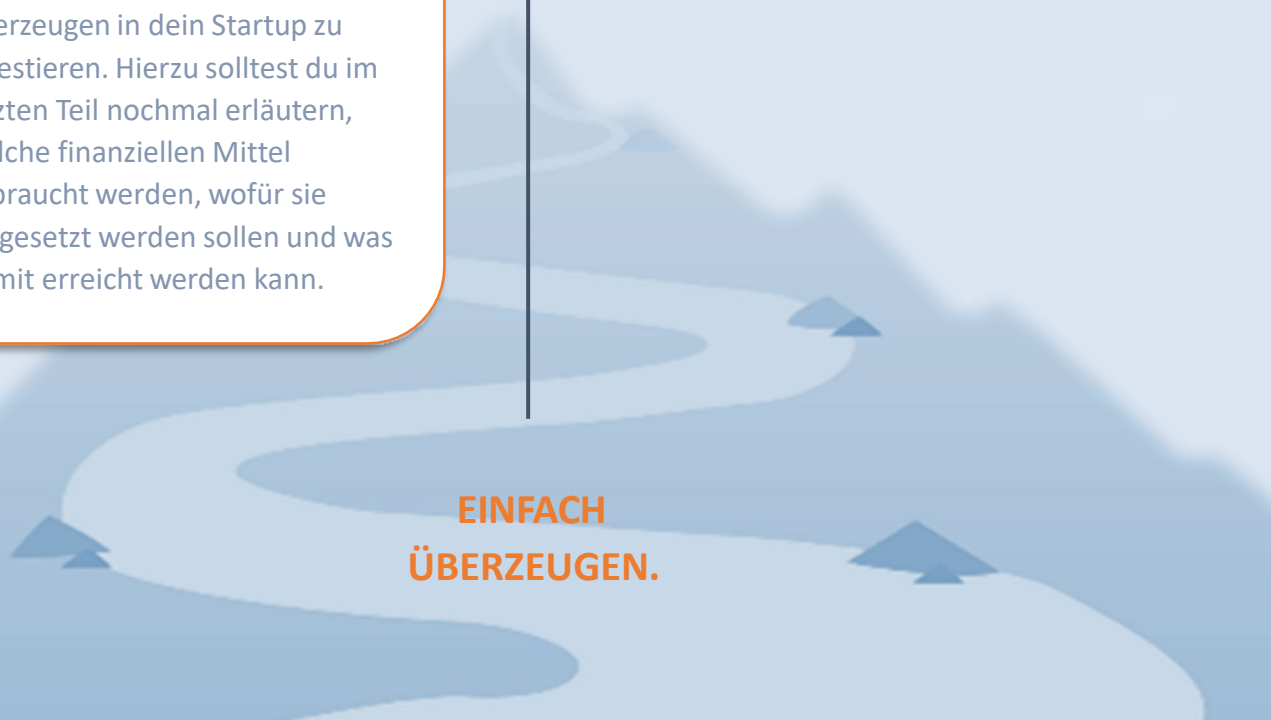 erzeugen in dein Startup zu
estieren. Hierzu solltest du im
zten Teil nochmal erläutern,
lche finanziellen Mittel
braucht werden, wofür sie
gesetzt werden sollen und was
mit erreicht werden kann.
EINFACH
ÜBERZEUGEN.